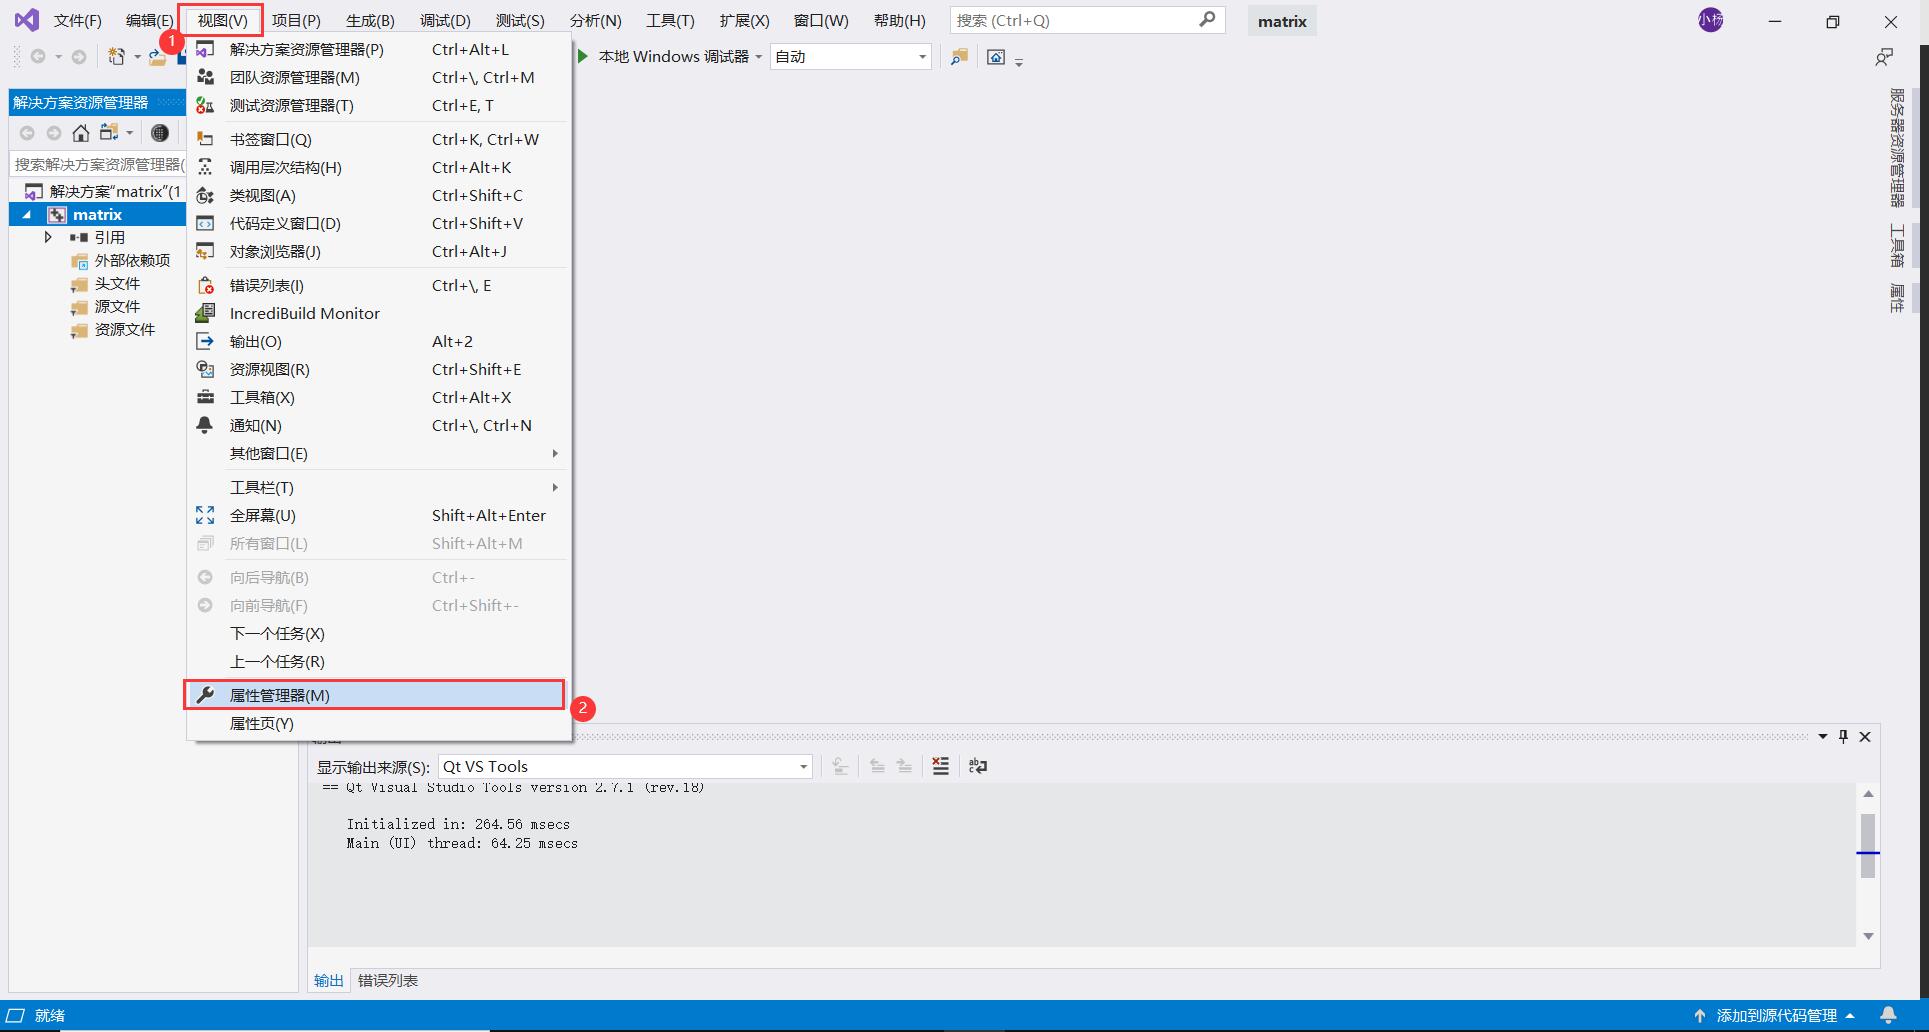 文件(F) 编辑(E) 视图(V) 项目(P) 生成(B) 调试(D) 测试(S) 分析(N) 工具(T) 扩展(X) 窗口(W) 帮助(H) 搜索 (Ctrl+Q) matrix 小杨
1
本地 Windows 调试器 自动
解决方案资源管理器
搜索解决方案资源管理器(
解决方案"matrix"(1
matrix
引用
外部依赖项
头文件
源文件
资源文件
解决方案资源管理器(P) Ctrl+Alt+L
团队资源管理器(M) Ctrl+\, Ctrl+M
测试资源管理器(T) Ctrl+E, T
书签窗口(Q) Ctrl+K, Ctrl+W
调用层次结构(H) Ctrl+Alt+K
类视图(A) Ctrl+Shift+C
代码定义窗口(D) Ctrl+Shift+V
对象浏览器(J) Ctrl+Alt+J
错误列表(I) Ctrl+\, E
IncrediBuild Monitor
输出(O) Alt+2
资源视图(R) Ctrl+Shift+E
工具箱(X) Ctrl+Alt+X
通知(N) Ctrl+\, Ctrl+N
其他窗口(E)
工具栏(T)
全屏幕(U) Shift+Alt+Enter
所有窗口(L) Shift+Alt+M
向后导航(B) Ctrl+-
向前导航(F) Ctrl+Shift+-
下一个任务(X)
上一个任务(R)
属性管理器(M)
2
属性页(Y)
服务器资源管理器
工具箱
属性
输出
显示输出来源(S): Qt VS Tools
== Qt Visual Studio Tools version 2.7.1 (rev.18)
Initialized in: 264.56 msecs
Main (UI) thread: 64.25 msecs
输出 错误列表
就绪 添加到源代码管理